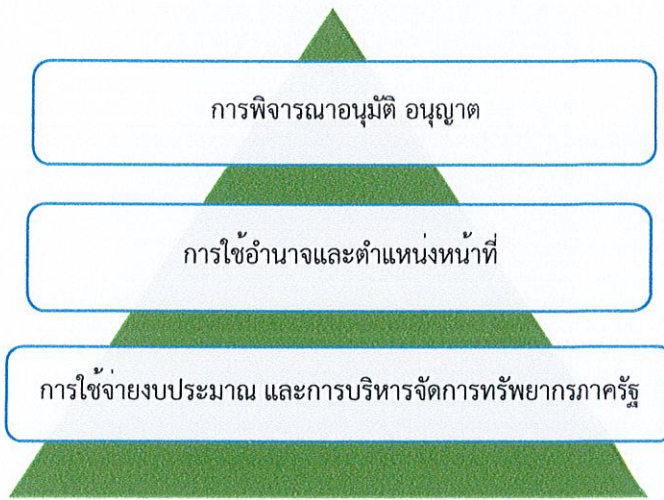 การพิจารณาอนุมัติ อนุญาต
การใช้อำนาจและตำแหน่งหน้าที่
การใช้จ่ายงบประมาณ และการบริหารจัดการทรัพยากรภาครัฐ